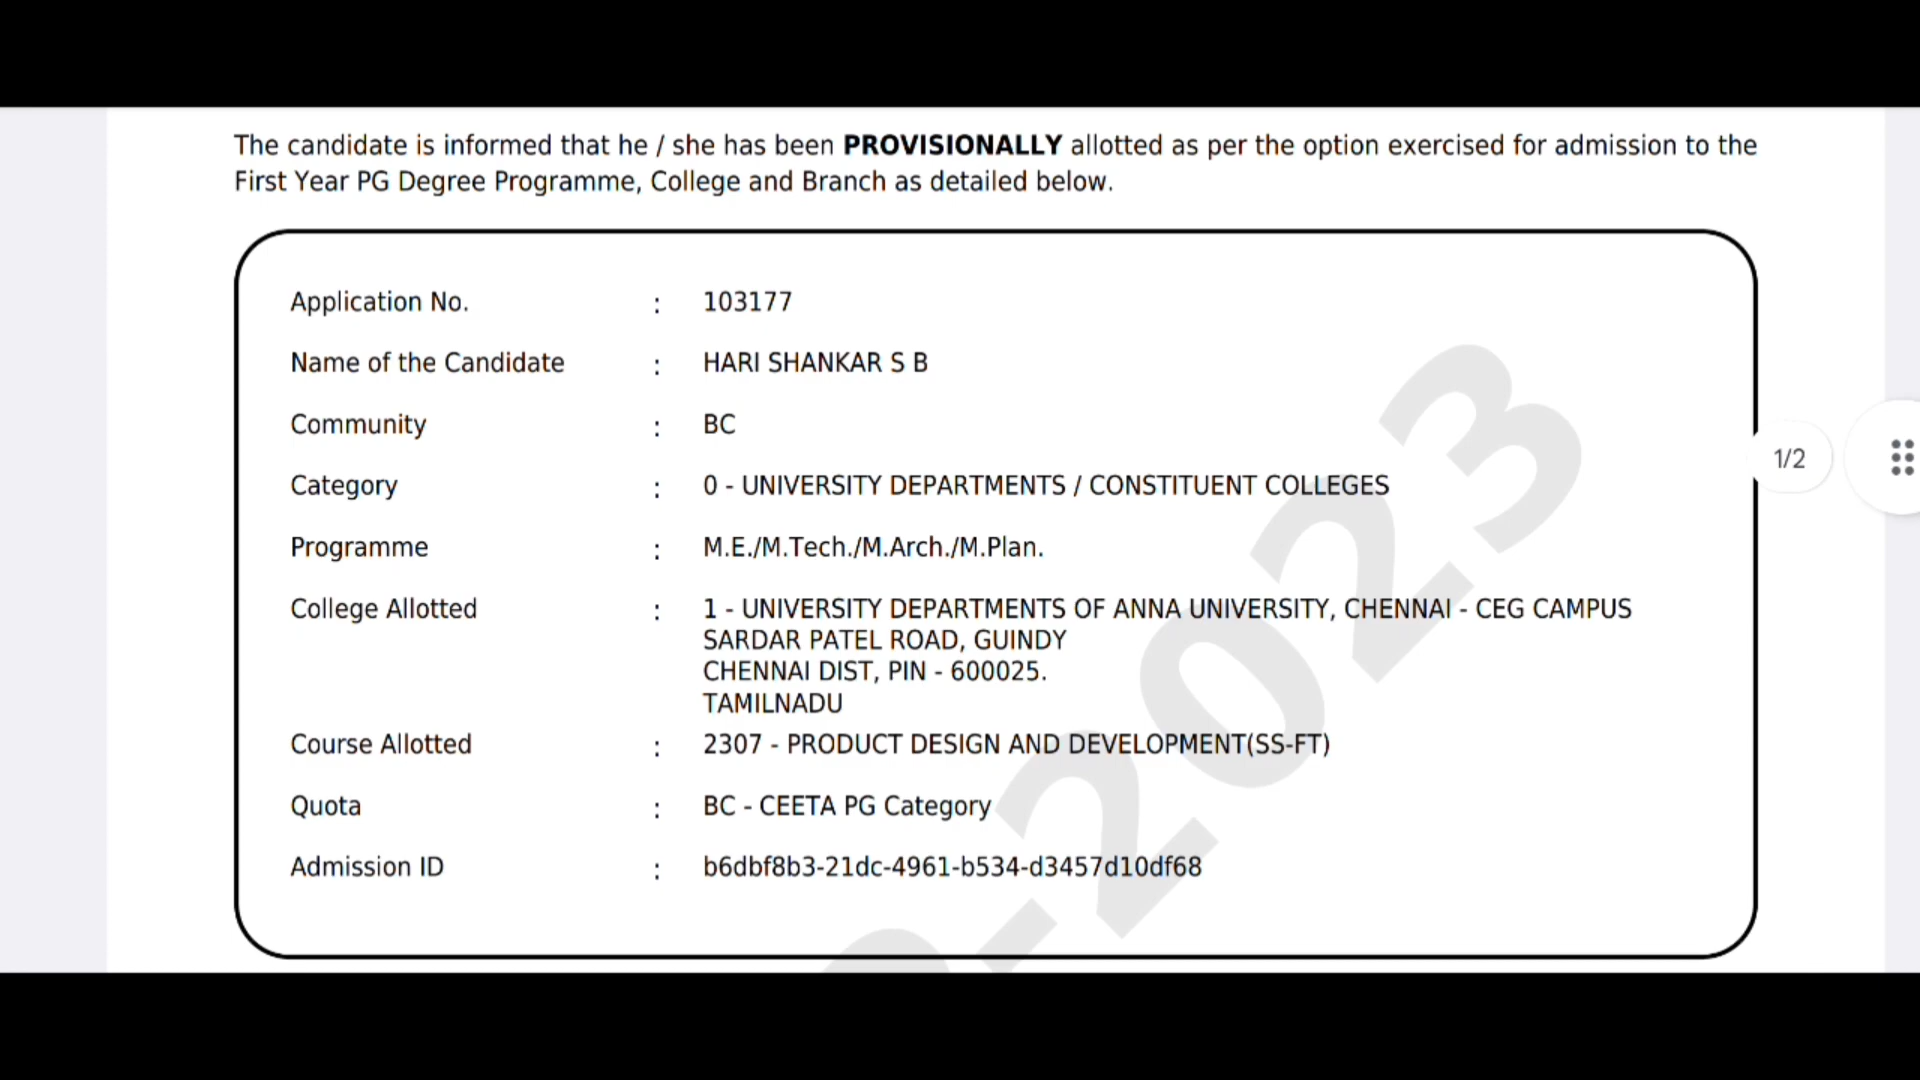 The candidate is informed that he / she has been PROVISIONALLY allotted as per the option exercised for admission to the
First Year PG Degree Programme, College and Branch as detailed below.
Application No. : 103177
Name of the Candidate : HARI SHANKAR S B
Community : BC
Category : 0 - UNIVERSITY DEPARTMENTS / CONSTITUENT COLLEGES
1/2
Programme : M.E./M.Tech./M.Arch./M.Plan.
College Allotted : 1 - UNIVERSITY DEPARTMENTS OF ANNA UNIVERSITY, CHENNAI - CEG CAMPUS
SARDAR PATEL ROAD, GUINDY
CHENNAI DIST, PIN - 600025.
TAMILNADU
Course Allotted : 2307 - PRODUCT DESIGN AND DEVELOPMENT(SS-FT)
Quota : BC - CEETA PG Category
Admission ID : b6dbf8b3-21dc-4961-b534-d3457d10df68
-2023